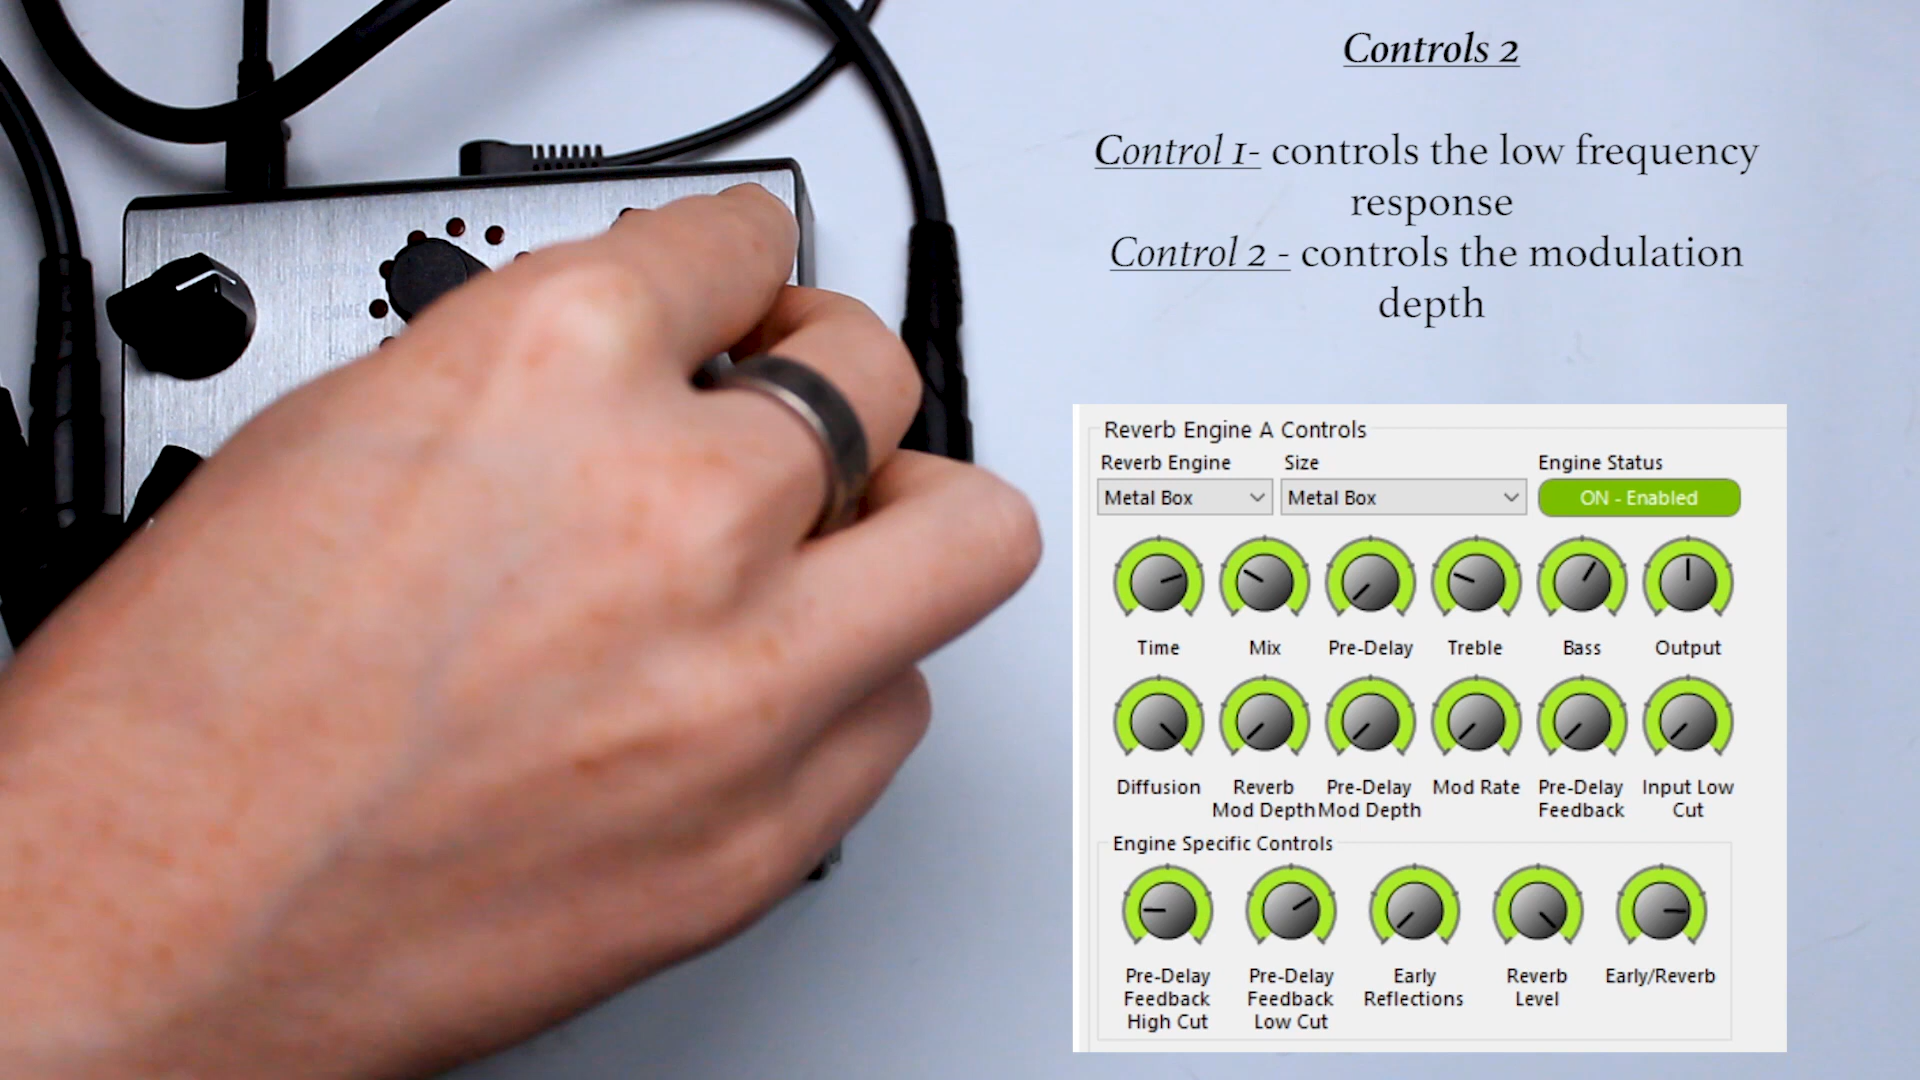 Controls 2
Control 1- controls the low frequency
response
Control 2 - controls the modulation
depth
Reverb Engine A Controls
Reverb Engine Size Engine Status
Metal Box Metal Box ON - Enabled
Time Mix Pre-Delay Treble Bass Output
Diffusion Reverb Mod Depth Pre-Delay Mod Depth Mod Rate Pre-Delay Feedback Input Low Cut
Engine Specific Controls
Pre-Delay Feedback High Cut Pre-Delay Feedback Low Cut Early Reflections Reverb Level Early/Reverb